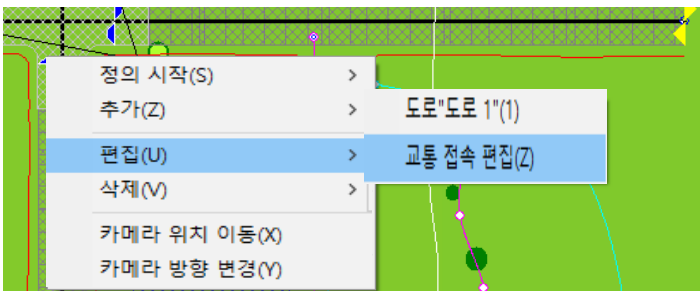 정의 시작(S)
추가(Z)
편집(U)
삭제(V)
카메라 위치 이동(X)
카메라 방향 변경(Y)
도로"도로 1"(1)
교통 접속 편집(Z)